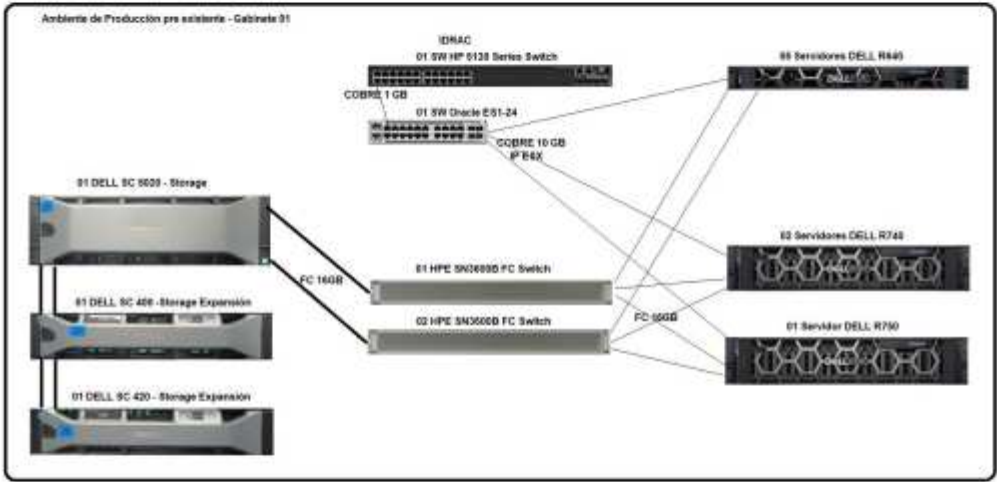 Ambiente de Producción pre existente - Gabinete 01
IDRAC
01 SW HP 5130 Series Switch
05 Servidores DELL R640
COBRE 1 GB
01 SW Oracle ES1-24
COBRE 10 GB
01 DELL SC 5020 - Storage
02 Servidores DELL R740
01 HPE SN3600B FC Switch
FC 16GB
01 DELL SC 400 -Storage Expansión
02 HPE SN3600B FC Switch
FC 16GB
01 Servidor DELL R750
01 DELL SC 420 - Storage Expansión